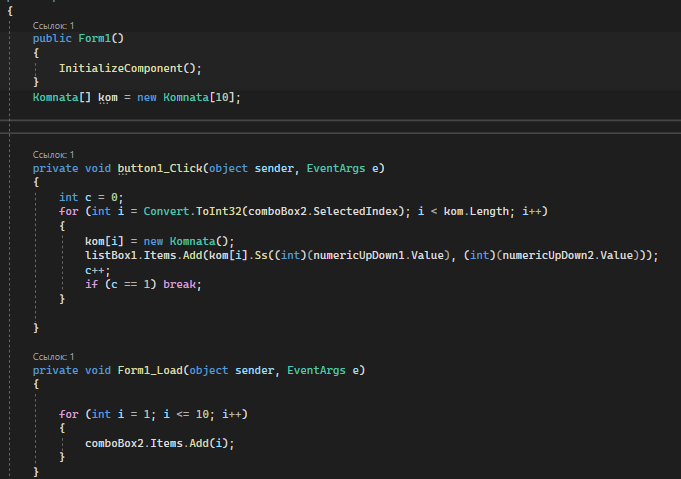 {
Ссылок: 1
public Form1()
{
InitializeComponent();
}
Komnata[] kom = new Komnata[10];
Ссылок: 1
private void button1_Click(object sender, EventArgs e)
{
int c = 0;
for (int i = Convert.ToInt32(comboBox2.SelectedIndex); i < kom.Length; i++)
{
kom[i] = new Komnata();
listBox1.Items.Add(kom[i].Ss((int)(numericUpDown1.Value), (int)(numericUpDown2.Value)));
c++;
if (c == 1) break;
}
}
Ссылок: 1
private void Form1_Load(object sender, EventArgs e)
{
for (int i = 1; i <= 10; i++)
{
comboBox2.Items.Add(i);
}
}